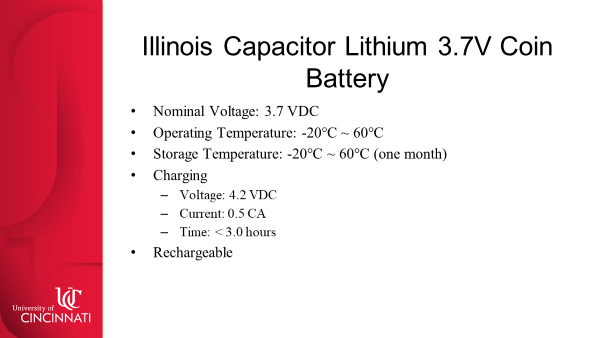 Illinois Capacitor Lithium 3.7V Coin
Battery
• Nominal Voltage: 3.7 VDC
• Operating Temperature: -20°C ~ 60°C
• Storage Temperature: -20°C ~ 60°C (one month)
• Charging
– Voltage: 4.2 VDC
– Current: 0.5 CA
– Time: < 3.0 hours
• Rechargeable
UC
University of
CINCINNATI